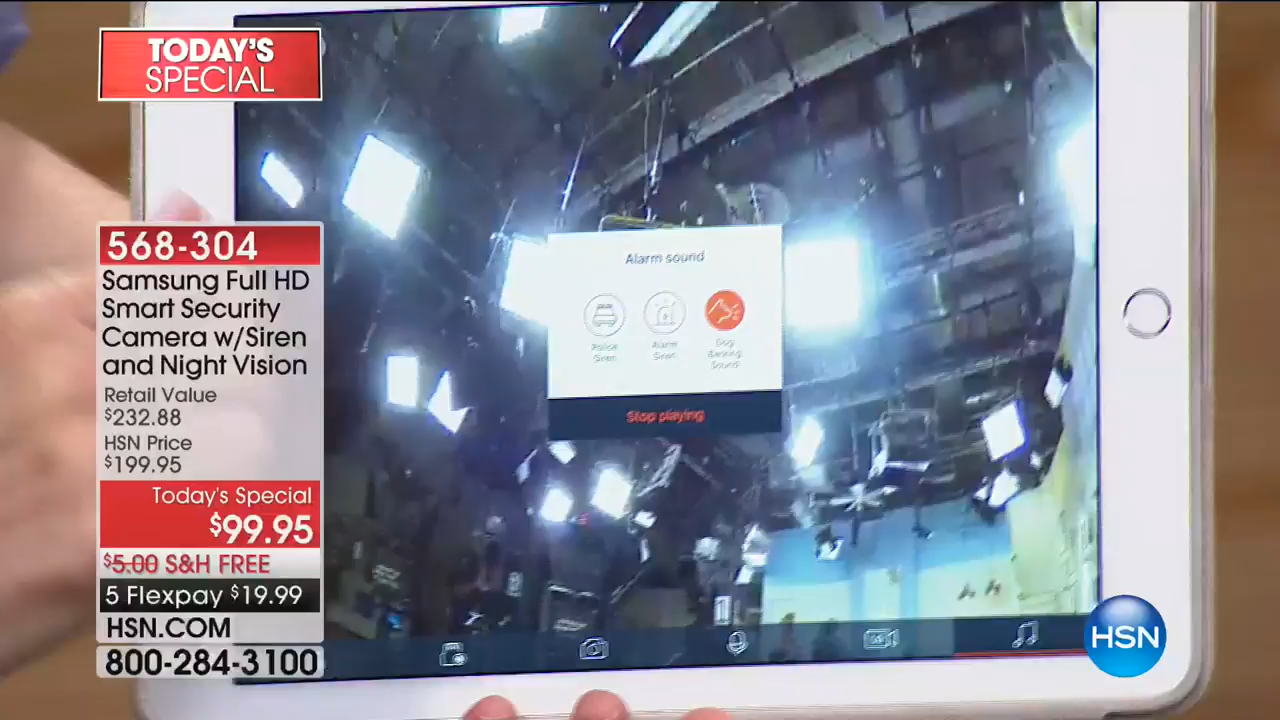 TODAY'S
SPECIAL
568-304
Samsung Full HD
Smart Security
Camera w/Siren
and Night Vision
Retail Value
$232.88
HSN Price
$199.95
Today's Special
$99.95
$5.00 S&H FREE
5 Flexpay $19.99
HSN.COM
800-284-3100
Alarm sound
Police
Siren
Alarm
Siren
Dog
Barking
Sound
Stop playing
HSN